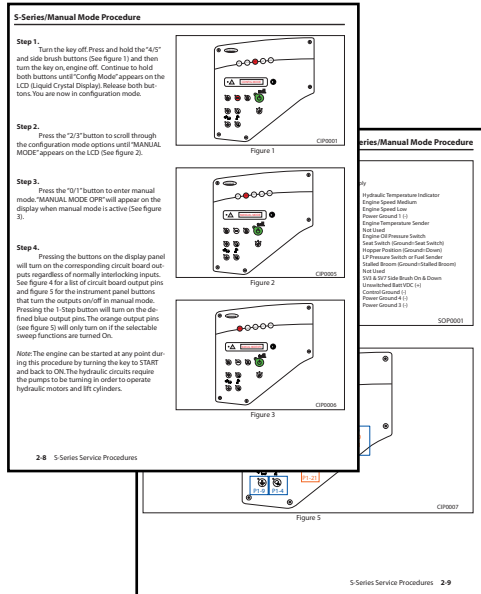 S-Series/Manual Mode Procedure
Step 1.
Turn the key off. Press and hold the "4/5"
and side brush buttons (See figure 1) and then
turn the key on, engine off. Continue to hold
both buttons until "Config Mode" appears on the
LCD (Liquid Crystal Display). Release both but-
tons. You are now in configuration mode.
CIP0001
Figure 1
Step 2.
Press the "2/3" button to scroll through
the configuration mode options until "MANUAL
MODE" appears on the LCD (See figure 2).
Step 3.
Press the "0/1" button to enter manual
mode. "MANUAL MODE OPR" will appear on the
display when manual mode is active (See figure
3).
CIP0005
Figure 2
Step 4.
Pressing the buttons on the display panel
will turn on the corresponding circuit board out-
puts regardless of normally interlocking inputs.
See figure 4 for a list of circuit board output pins
and figure 5 for the instrument panel buttons
that turn the outputs on/off in manual mode.
Pressing the 1-Step button will turn on the de-
fined blue output pins. The orange output pins
(see figure 5) will only turn on if the selectable
sweep functions are turned On.
Note: The engine can be started at any point dur-
ing this procedure by turning the key to START
and back to ON. The hydraulic circuits require
the pumps to be turning in order to operate
hydraulic motors and lift cylinders.
CIP0006
Figure 3
2-8 S-Series Service Procedures
eries/Manual Mode Procedure
ply
Hydraulic Temperature Indicator
Engine Speed Medium
Engine Speed Low
Power Ground 1 (-)
Engine Temperature Sender
Not Used
Engine Oil Pressure Switch
Seat Switch (Ground=Seat Switch)
Hopper Position (Ground=Down)
LP Pressure Switch or Fuel Sender
Stalled Broom (Ground=Stalled Broom)
Not Used
SV3 & SV7 Side Brush On & Down
Unswitched Batt VDC (+)
Control Ground (-)
Power Ground 4 (-)
Power Ground 3 (-)
SOP0001
P1-21
P1-9 P1-4
CIP0007
Figure 5
S-Series Service Procedures 2-9